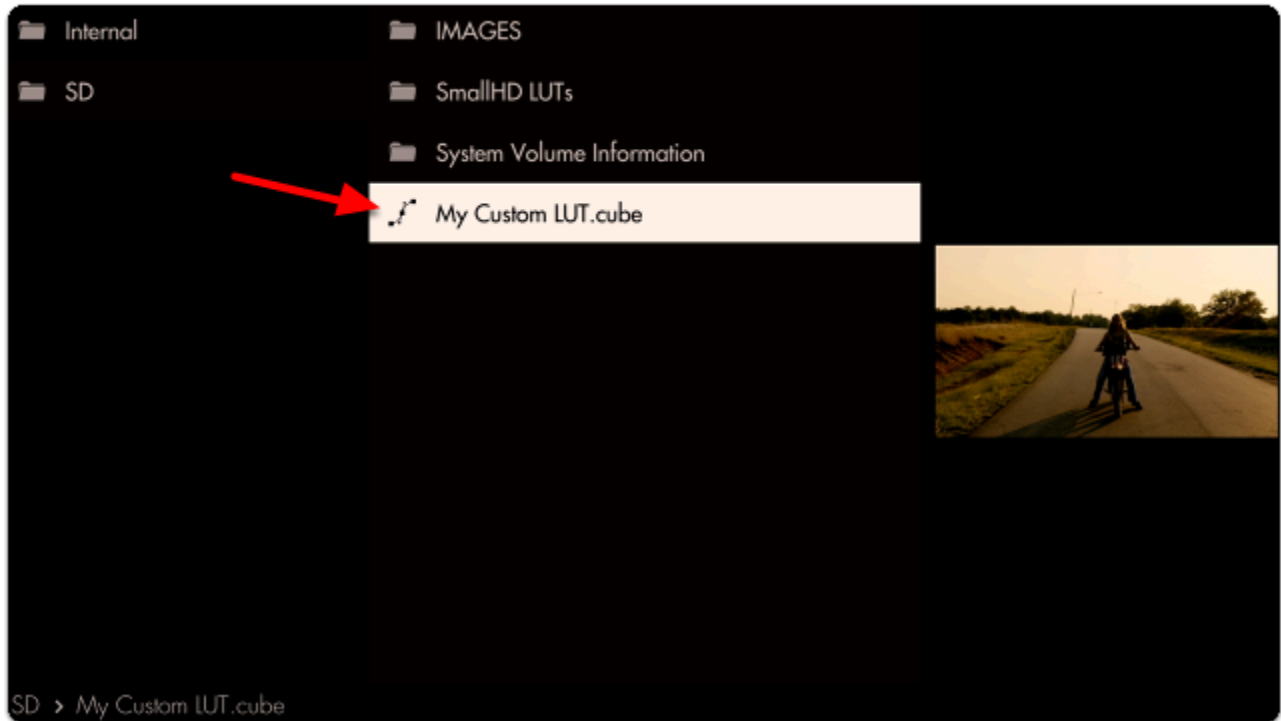 Internal
SD
IMAGES
SmallHD LUTs
System Volume Information
My Custom LUT.cube
SD > My Custom LUT.cube